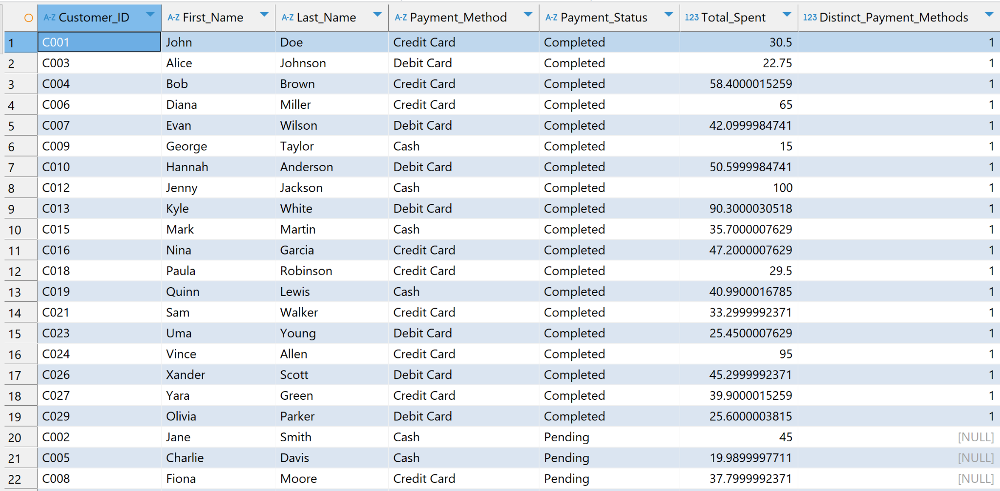 A-Z Customer_ID A-Z First_Name A-Z Last_Name A-Z Payment_Method A-Z Payment_Status 123 Total_Spent 123 Distinct_Payment_Methods
1 C001 John Doe Credit Card Completed 30.5 1
2 C003 Alice Johnson Debit Card Completed 22.75 1
3 C004 Bob Brown Credit Card Completed 58.4000015259 1
4 C006 Diana Miller Credit Card Completed 65 1
5 C007 Evan Wilson Debit Card Completed 42.0999984741 1
6 C009 George Taylor Cash Completed 15 1
7 C010 Hannah Anderson Debit Card Completed 50.5999984741 1
8 C012 Jenny Jackson Cash Completed 100 1
9 C013 Kyle White Debit Card Completed 90.3000030518 1
10 C015 Mark Martin Cash Completed 35.7000007629 1
11 C016 Nina Garcia Credit Card Completed 47.2000007629 1
12 C018 Paula Robinson Credit Card Completed 29.5 1
13 C019 Quinn Lewis Cash Completed 40.9900016785 1
14 C021 Sam Walker Credit Card Completed 33.2999992371 1
15 C023 Uma Young Debit Card Completed 25.4500007629 1
16 C024 Vince Allen Credit Card Completed 95 1
17 C026 Xander Scott Debit Card Completed 45.2999992371 1
18 C027 Yara Green Credit Card Completed 39.9000015259 1
19 C029 Olivia Parker Debit Card Completed 25.6000003815 1
20 C002 Jane Smith Cash Pending 45 [NULL]
21 C005 Charlie Davis Cash Pending 19.9899997711 [NULL]
22 C008 Fiona Moore Credit Card Pending 37.7999992371 [NULL]